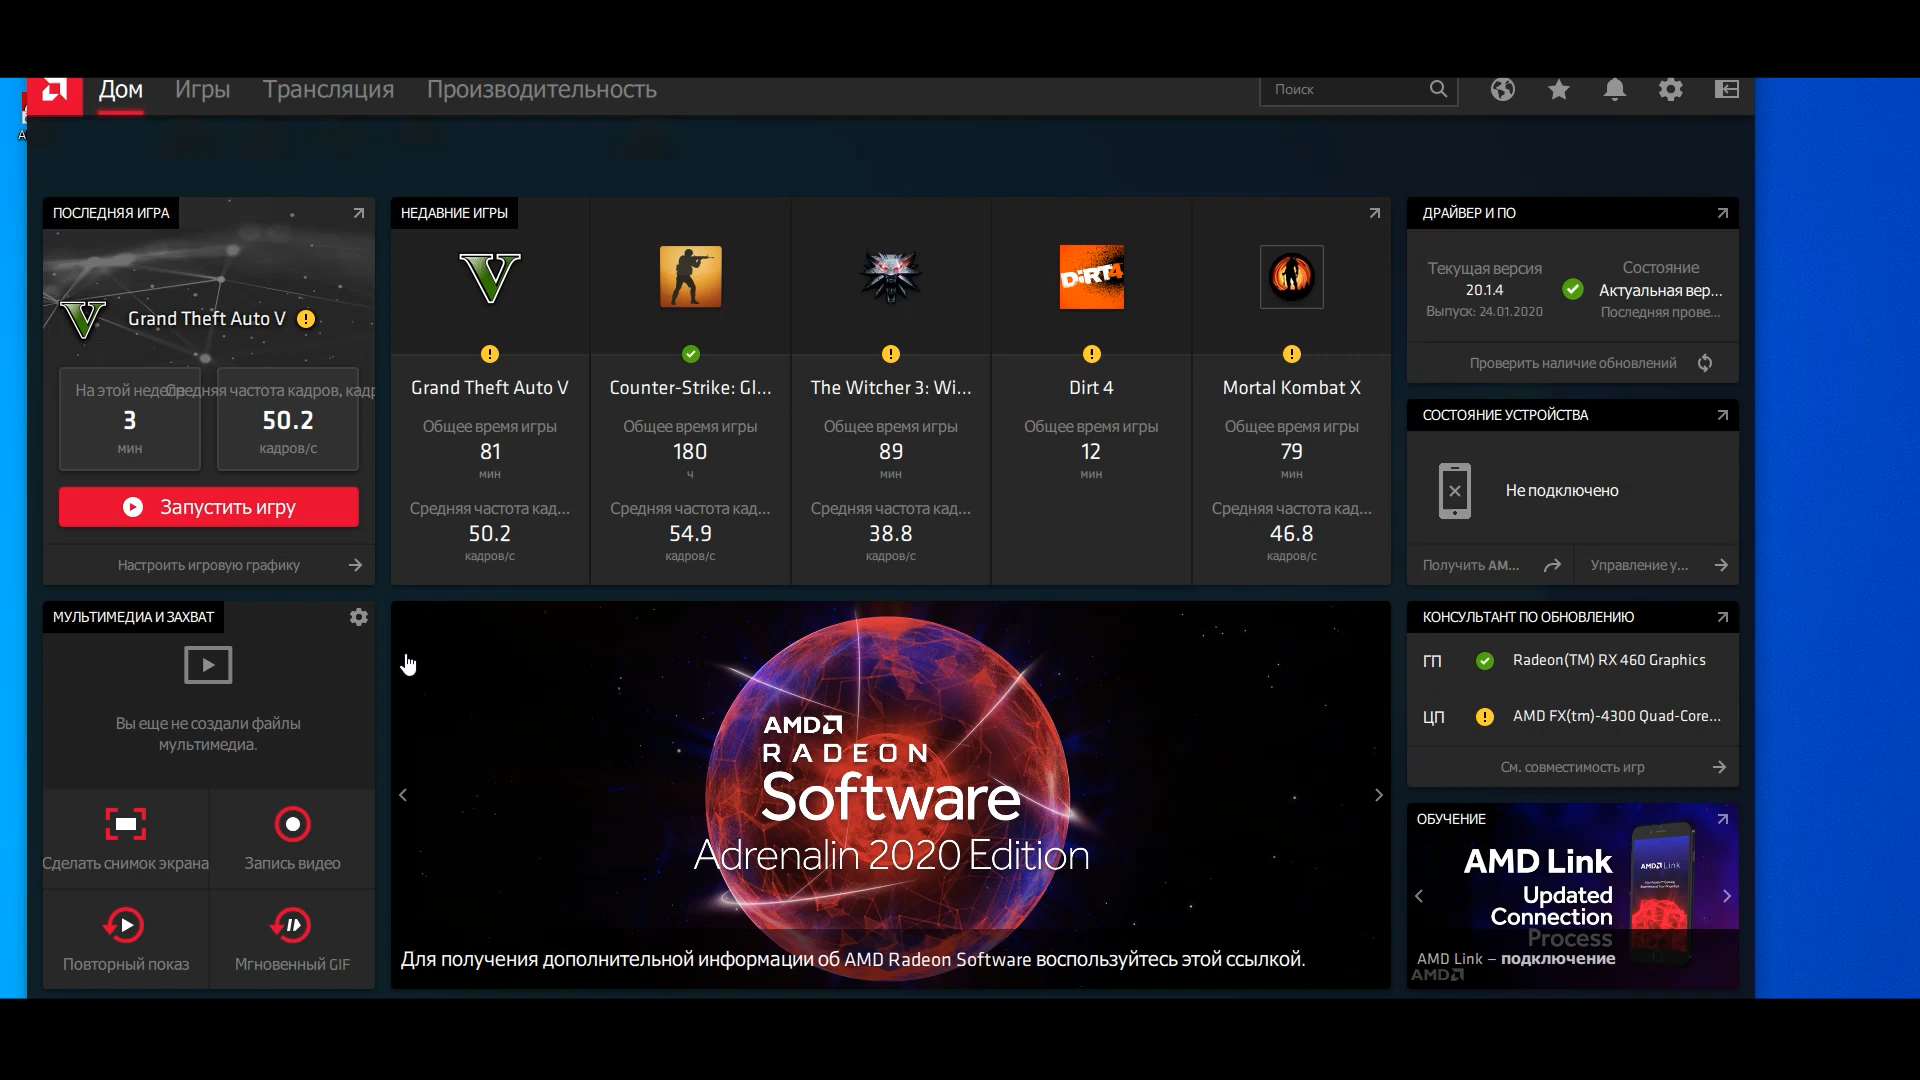 Дом Игры Трансляция Производительность Поиск
ПОСЛЕДНЯЯ ИГРА
Grand Theft Auto V
На этой неделе Средняя частота кадров, кадр
3 50.2
мин кадров/с
Запустить игру
Настроить игровую графику
НЕДАВНИЕ ИГРЫ
DiRT4
Grand Theft Auto V Counter-Strike: Gl... The Witcher 3: Wi... Dirt 4 Mortal Kombat X
Общее время игры Общее время игры Общее время игры Общее время игры Общее время игры
81 180 89 12 79
мин ч мин мин мин
Средняя частота кад... Средняя частота кад... Средняя частота кад... Средняя частота кад...
50.2 54.9 38.8 46.8
кадров/с кадров/с кадров/с кадров/с
ДРАЙВЕР И ПО
Текущая версия Состояние
20.1.4 Актуальная вер...
Выпуск: 24.01.2020 Последняя прове...
Проверить наличие обновлений
СОСТОЯНИЕ УСТРОЙСТВА
Не подключено
Получить AM... Управление у...
МУЛЬТИМЕДИА И ЗАХВАТ
Вы еще не создали файлы
мультимедиа.
Сделать снимок экрана Запись видео
Повторный показ Мгновенный GIF
AMD
RADEON
Software
Adrenalin 2020 Edition
Для получения дополнительной информации об AMD Radeon Software воспользуйтесь этой ссылкой.
КОНСУЛЬТАНТ ПО ОБНОВЛЕНИЮ
ГП Radeon(TM) RX 460 Graphics
ЦП AMD FX(tm)-4300 Quad-Core...
См. совместимость игр
ОБУЧЕНИЕ
AMD Link
Updated
Connection
Process
AMD Link
AMD Link – подключение
AMD